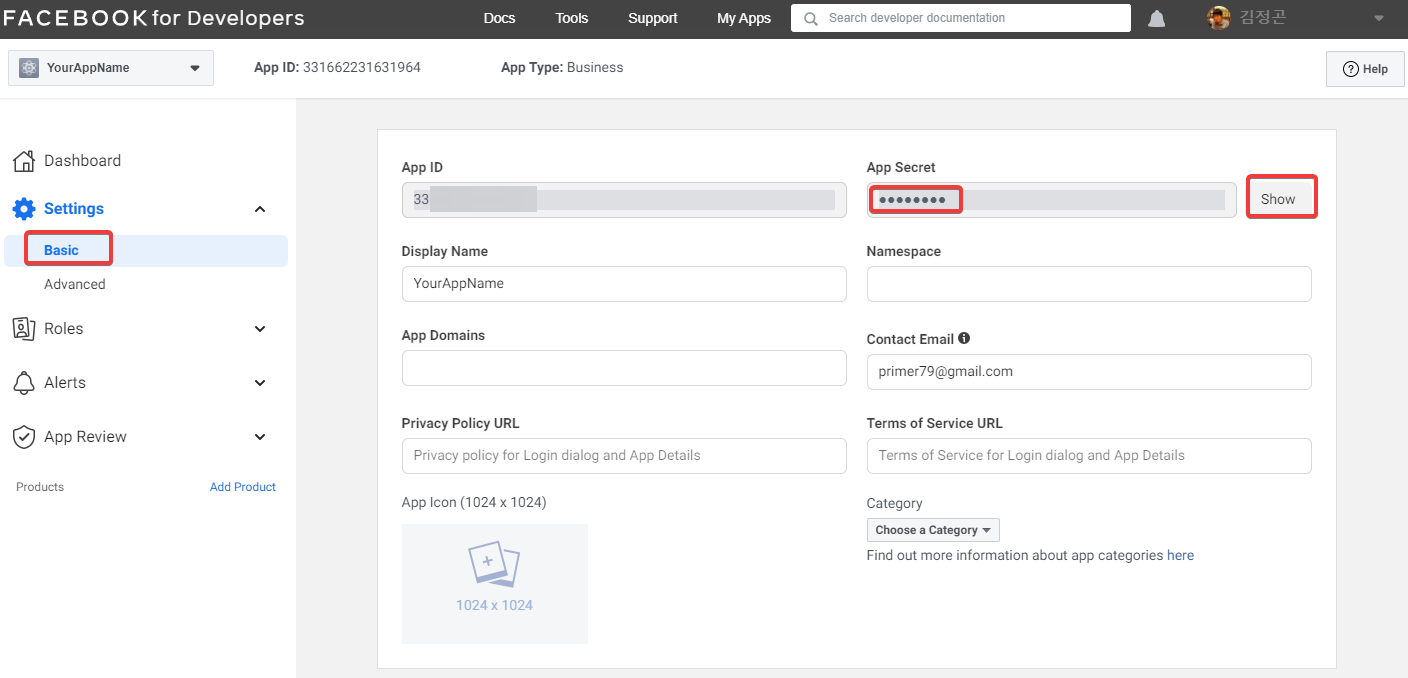 FACEBOOK for Developers Docs Tools Support My Apps Search developer documentation 김정곤
YourAppName App ID: 331662231631964 App Type: Business Help
Dashboard
Settings
Basic
Advanced
Roles
Alerts
App Review
Products Add Product
App ID App Secret
33 •••••••• Show
Display Name Namespace
YourAppName
App Domains Contact Email
primer79@gmail.com
Privacy Policy URL Terms of Service URL
Privacy policy for Login dialog and App Details Terms of Service for Login dialog and App Details
App Icon (1024 x 1024) Category
Choose a Category
Find out more information about app categories here
1024 x 1024